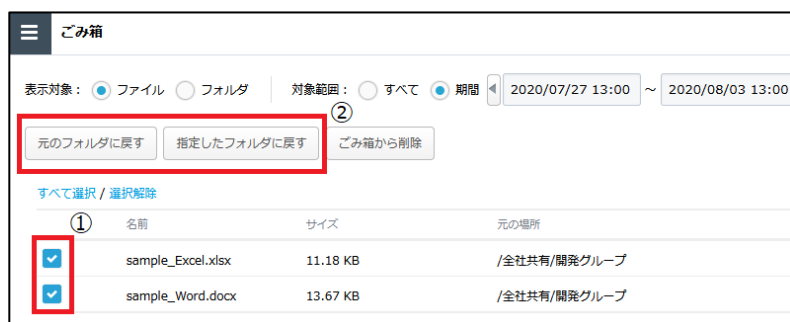 ごみ箱
表示対象： ファイル フォルダ 対象範囲： すべて 期間 2020/07/27 13:00 ～ 2020/08/03 13:00
②
元のフォルダに戻す 指定したフォルダに戻す ごみ箱から削除
すべて選択 / 選択解除
① 名前 サイズ 元の場所
sample_Excel.xlsx 11.18 KB /全社共有/開発グループ
sample_Word.docx 13.67 KB /全社共有/開発グループ